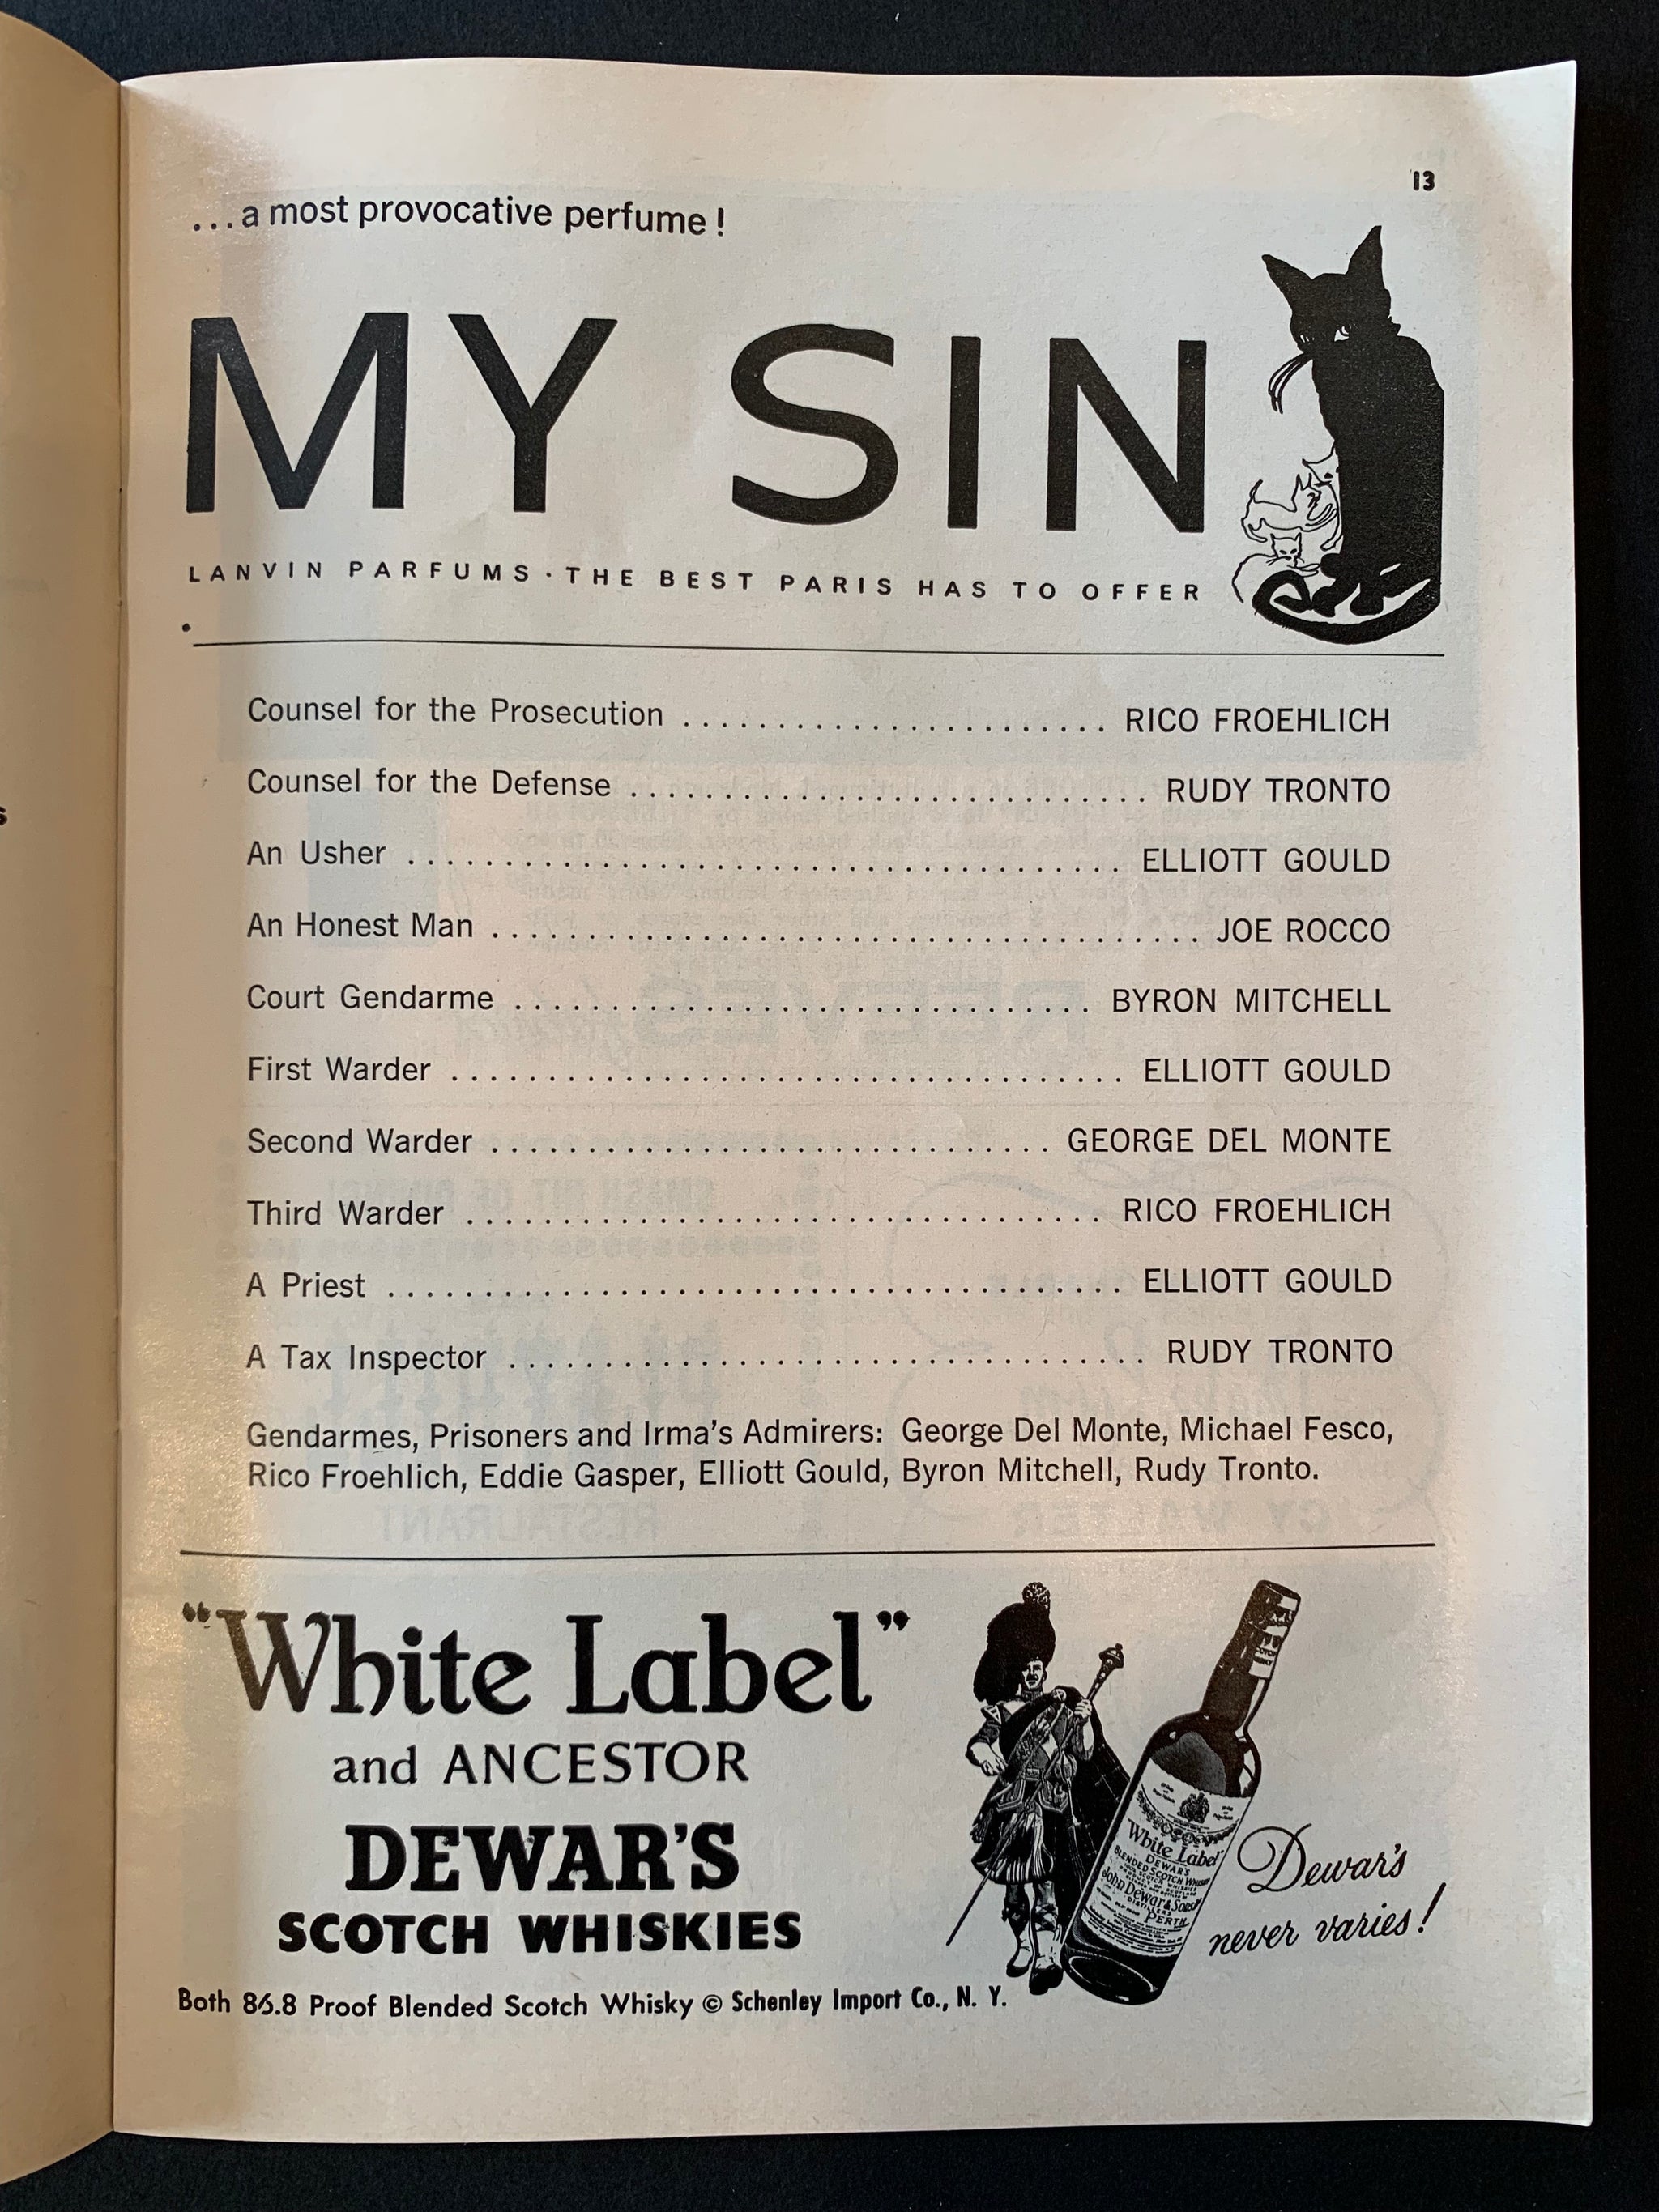 13
...a most provocative perfume!
MY SIN
LANVIN PARFUMS · THE BEST PARIS HAS TO OFFER
Counsel for the Prosecution ........................ RICO FROEHLICH
Counsel for the Defense ............................ RUDY TRONTO
An Usher ....................................... ELLIOTT GOULD
An Honest Man ...................................... JOE ROCCO
Court Gendarme ............................... BYRON MITCHELL
First Warder ..................................... ELLIOTT GOULD
Second Warder .............................. GEORGE DEL MONTE
Third Warder .................................. RICO FROEHLICH
A Priest ........................................ ELLIOTT GOULD
A Tax Inspector .................................. RUDY TRONTO
Gendarmes, Prisoners and Irma's Admirers: George Del Monte, Michael Fesco,
Rico Froehlich, Eddie Gasper, Elliott Gould, Byron Mitchell, Rudy Tronto.
"White Label"
and ANCESTOR
DEWAR'S
SCOTCH WHISKIES
Both 86.8 Proof Blended Scotch Whisky © Schenley Import Co., N. Y.
White Label
DEWAR'S
BLENDED SCOTCH WHISKY
John Dewar & Sons
DISTILLERS
PERTH
Dewar's
never varies!